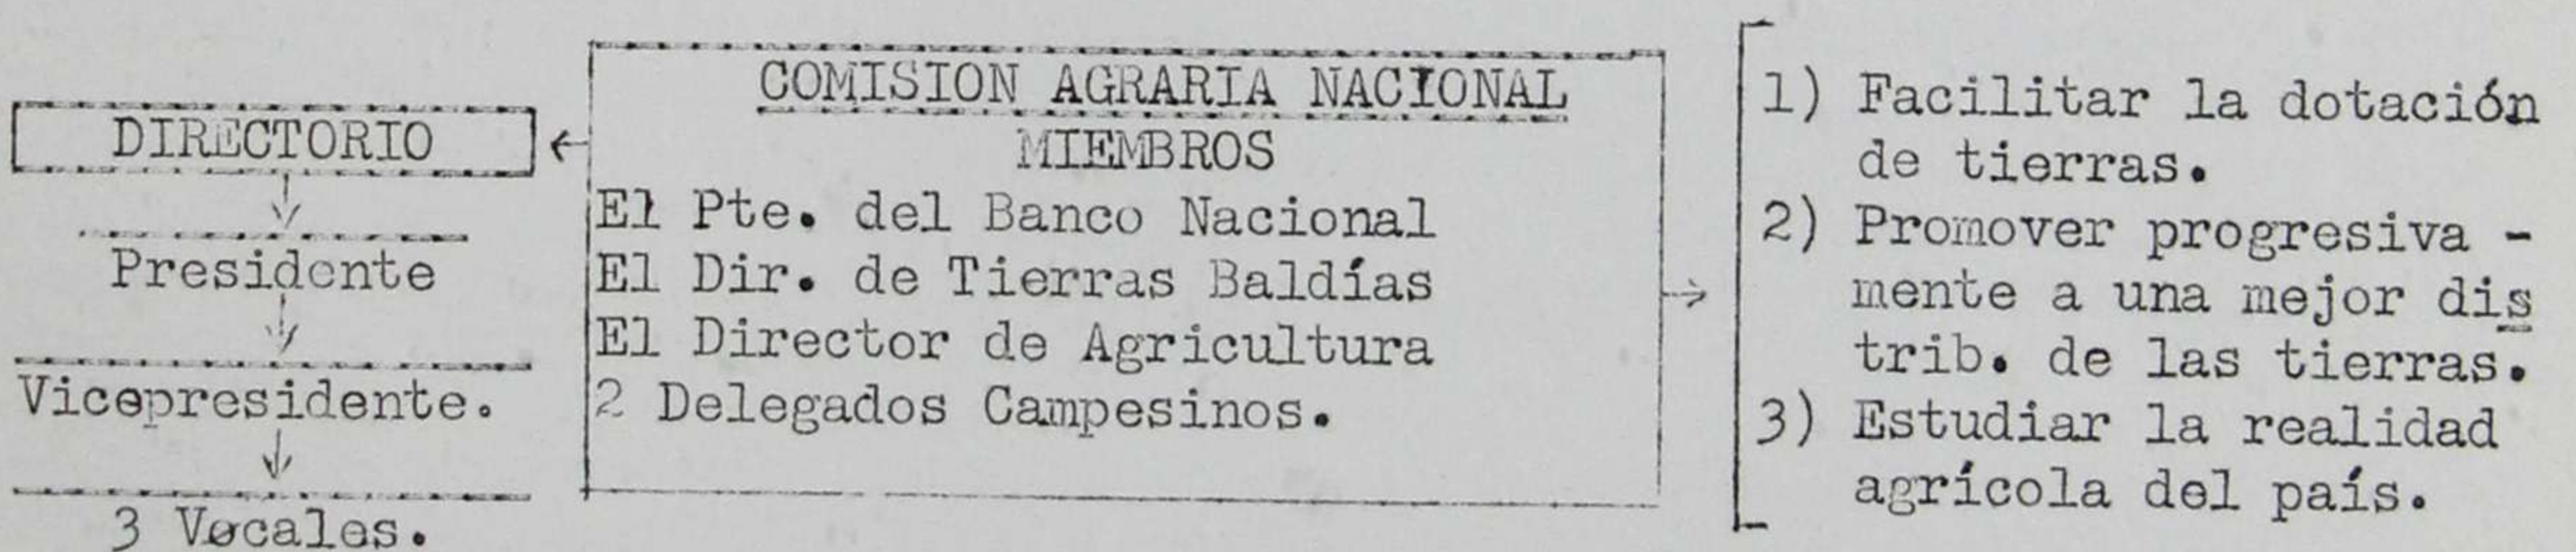 DIRECTORIO
Presidente
Vicepresidente.
3 Vocales.
COMISION AGRARIA NACIONAL
MIEMBROS
El Pte. del Banco Nacional
El Dir. de Tierras Baldías
El Director de Agricultura
2 Delegados Campesinos.
1) Facilitar la dotación
de tierras.
2) Promover progresiva -
mente a una mejor dis
trib. de las tierras.
3) Estudiar la realidad
agrícola del país.